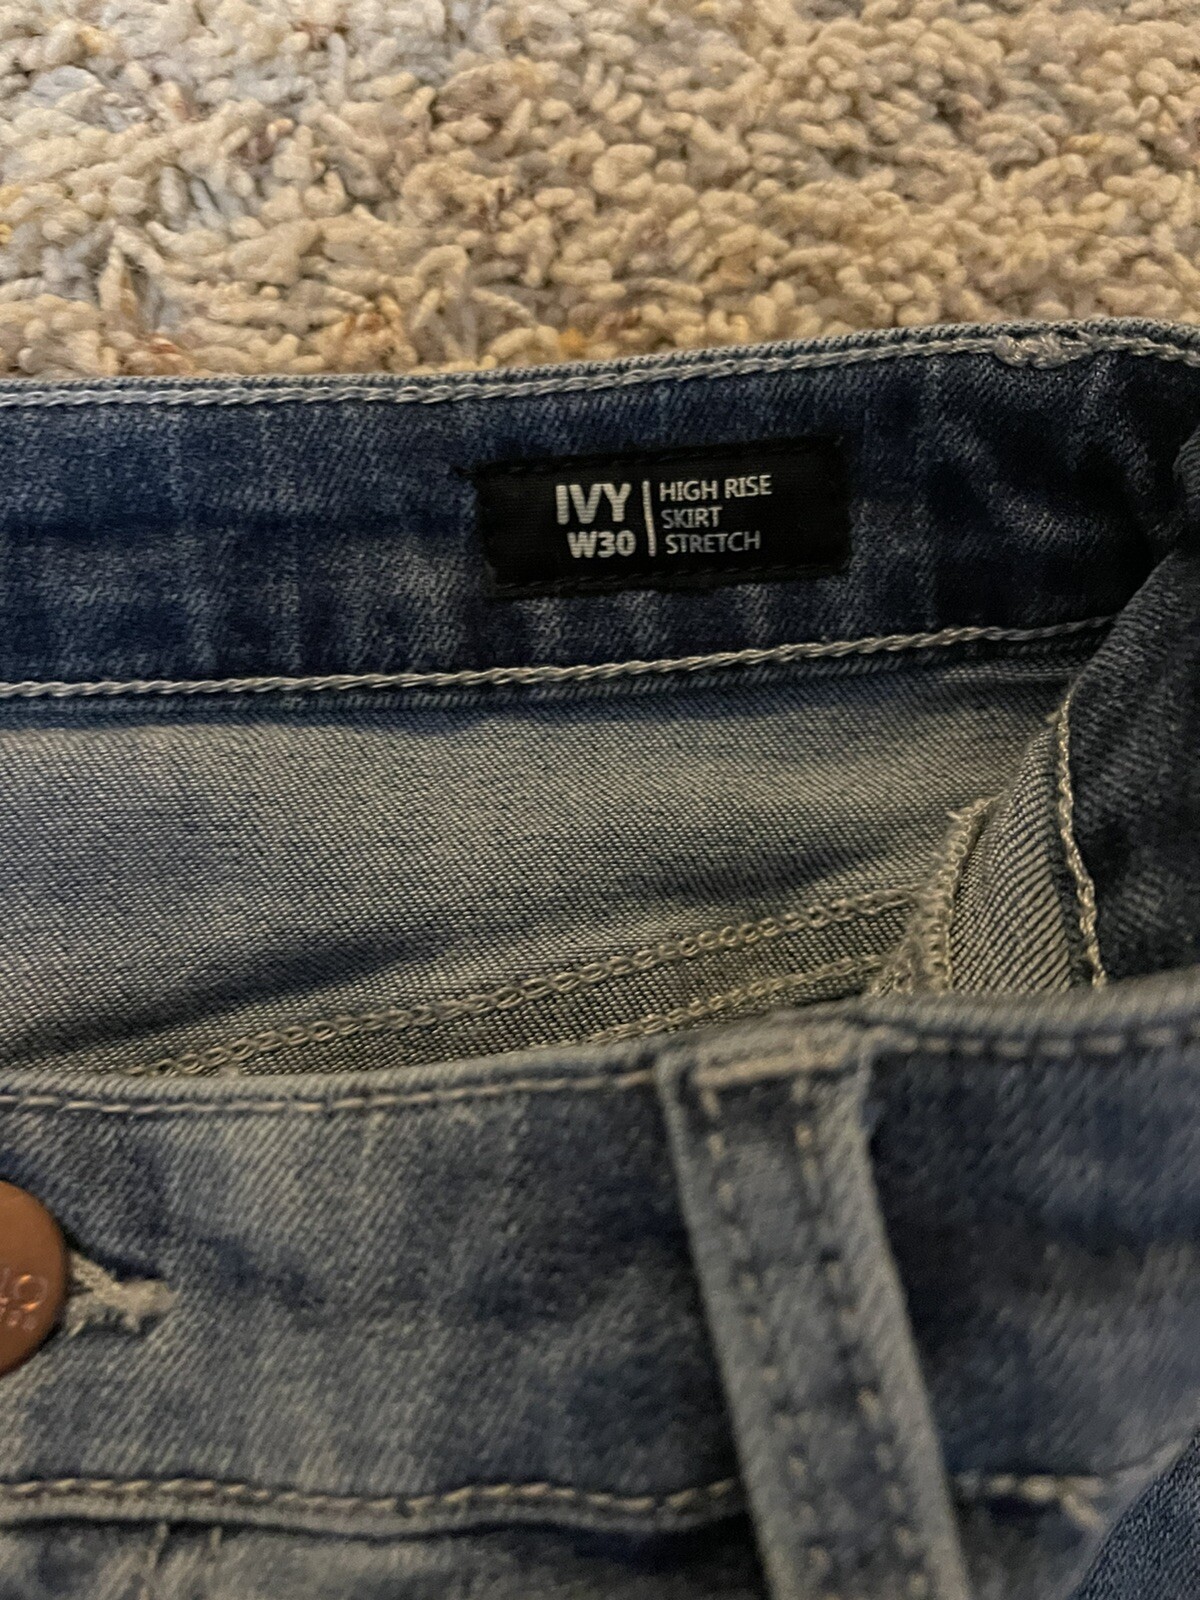 IVY
W30
HIGH RISE
SKIRT
STRETCH